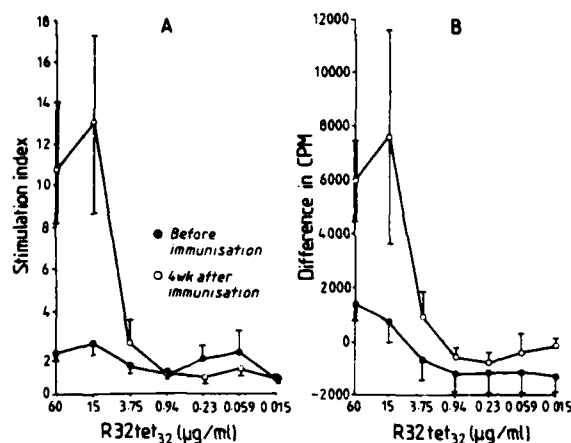 A
18
16
14
12
10
8
6
4
2
0
Stimulation index
● Before immunisation
○ 4wk after immunisation
60 15 3.75 0.94 0.23 0.059 0.015
R32tet32 (µg/ml)
B
12000
10000
8000
6000
4000
2000
0
-2000
Difference in CPM
60 15 3.75 0.94 0.23 0.059 0.015
R32tet32 (µg/ml)